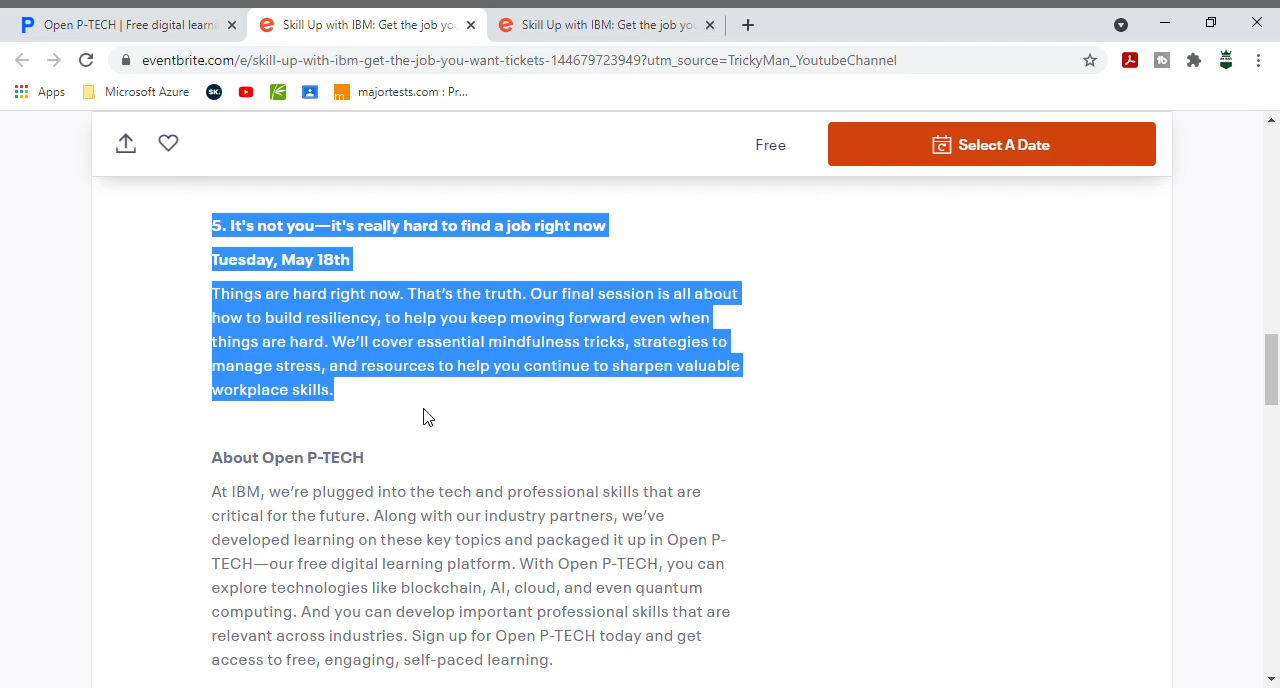 Open P-TECH | Free digital learni
Skill Up with IBM: Get the job you
Skill Up with IBM: Get the job you
eventbrite.com/e/skill-up-with-ibm-get-the-job-you-want-tickets-144679723949?utm_source=TrickyMan_YoutubeChannel
Apps
Microsoft Azure
SK.
majortests.com : Pr...
Free
Select A Date
5. It's not you—it's really hard to find a job right now
Tuesday, May 18th
Things are hard right now. That's the truth. Our final session is all about
how to build resiliency, to help you keep moving forward even when
things are hard. We'll cover essential mindfulness tricks, strategies to
manage stress, and resources to help you continue to sharpen valuable
workplace skills.
About Open P-TECH
At IBM, we're plugged into the tech and professional skills that are
critical for the future. Along with our industry partners, we've
developed learning on these key topics and packaged it up in Open P-
TECH—our free digital learning platform. With Open P-TECH, you can
explore technologies like blockchain, AI, cloud, and even quantum
computing. And you can develop important professional skills that are
relevant across industries. Sign up for Open P-TECH today and get
access to free, engaging, self-paced learning.